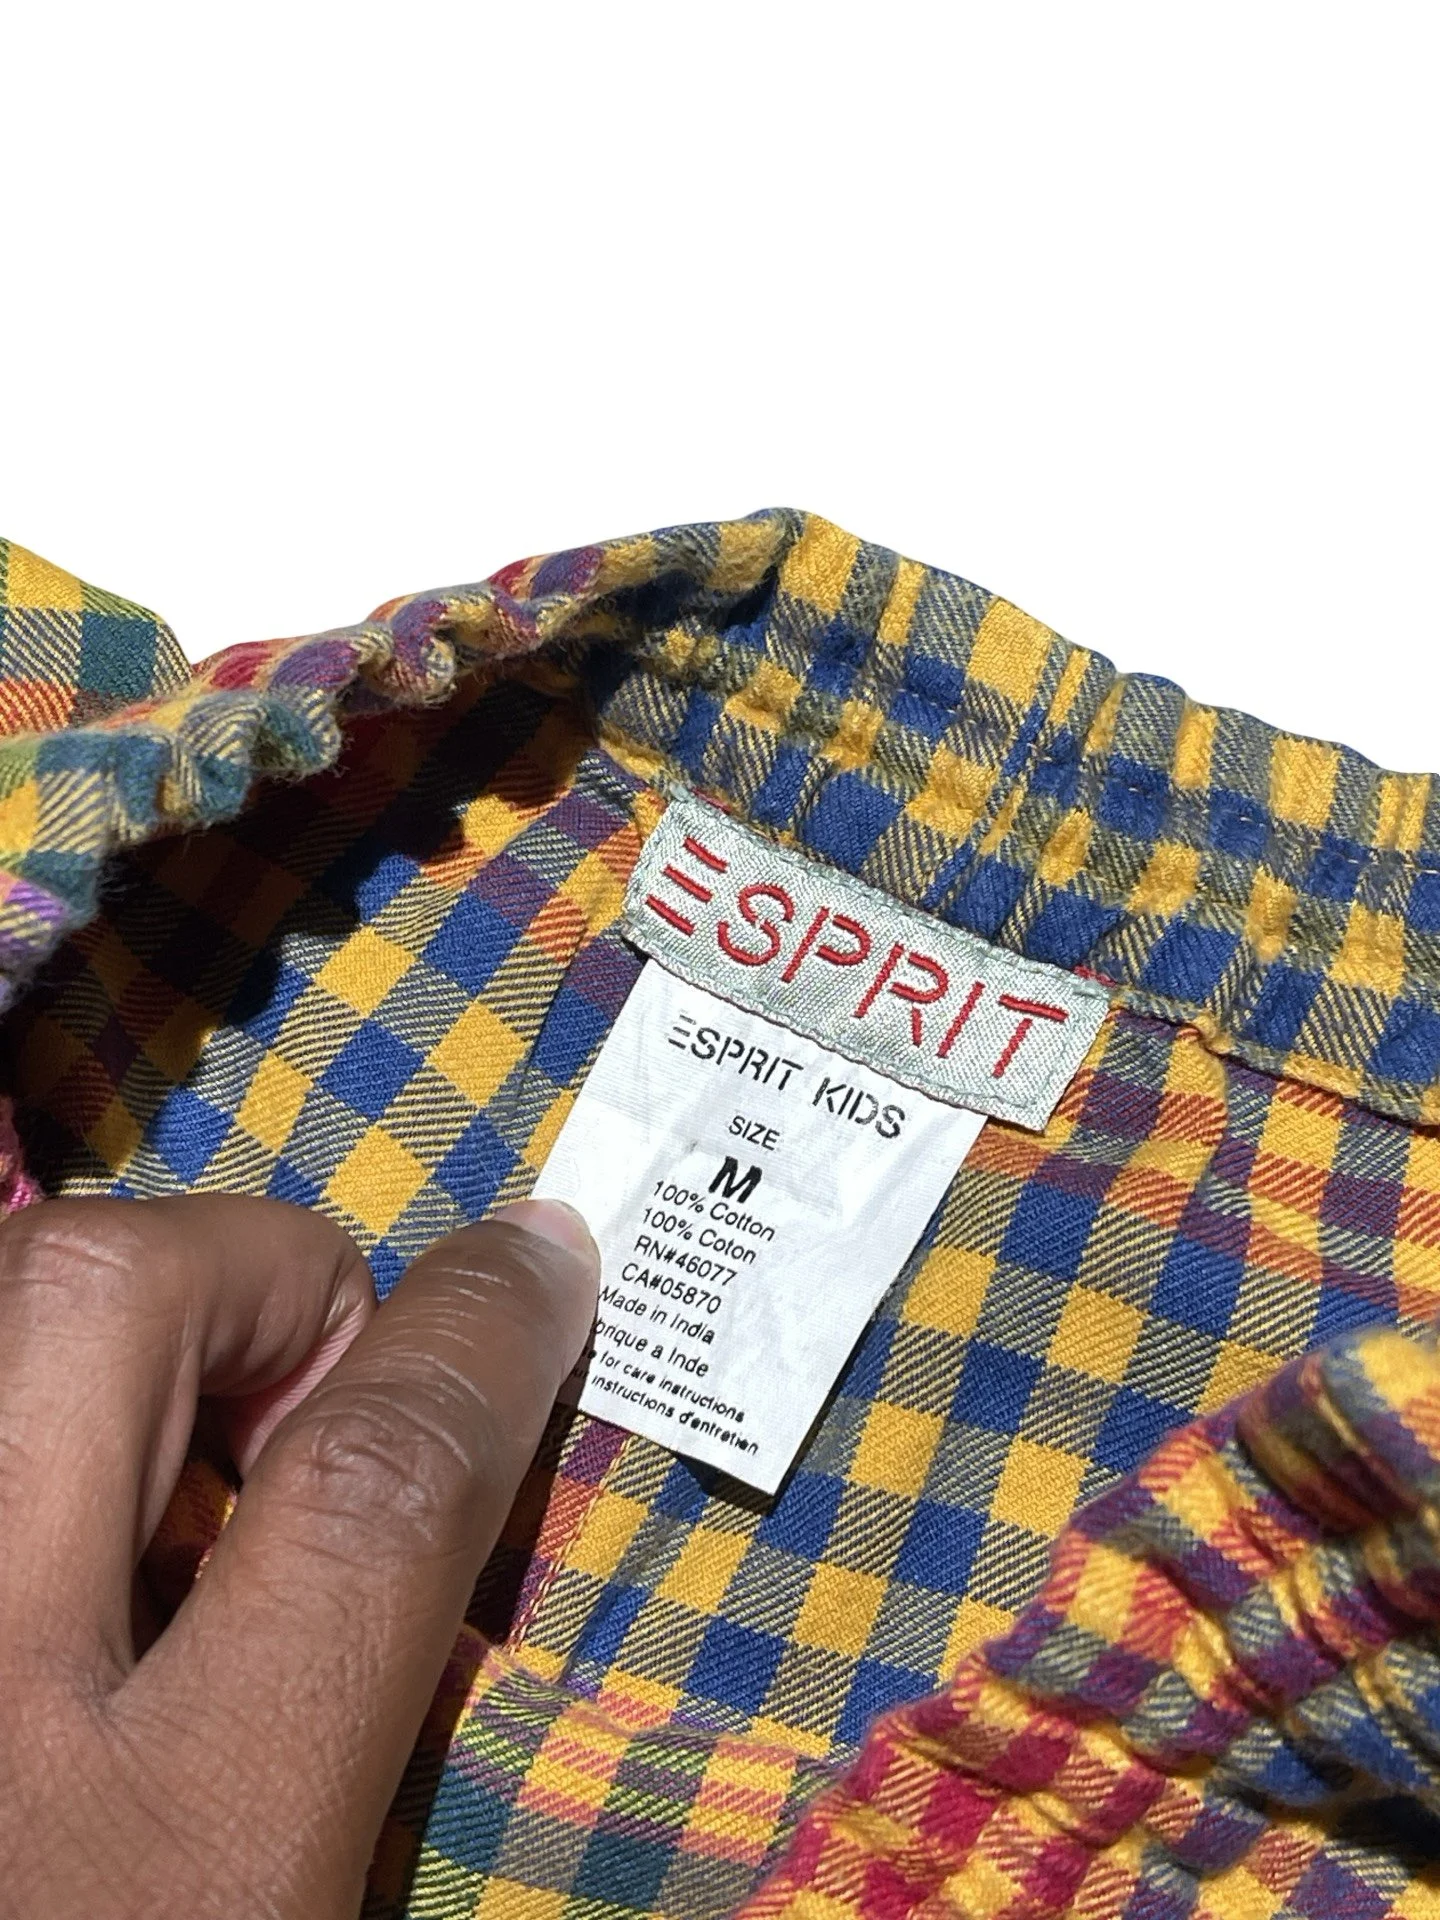 ESPRIT
ESPRIT KIDS
SIZE
M
100% Cotton
100% Coton
RN#46077
CA#05870
Made in India
brique a Inde
for care instructions
instructions d'entretien